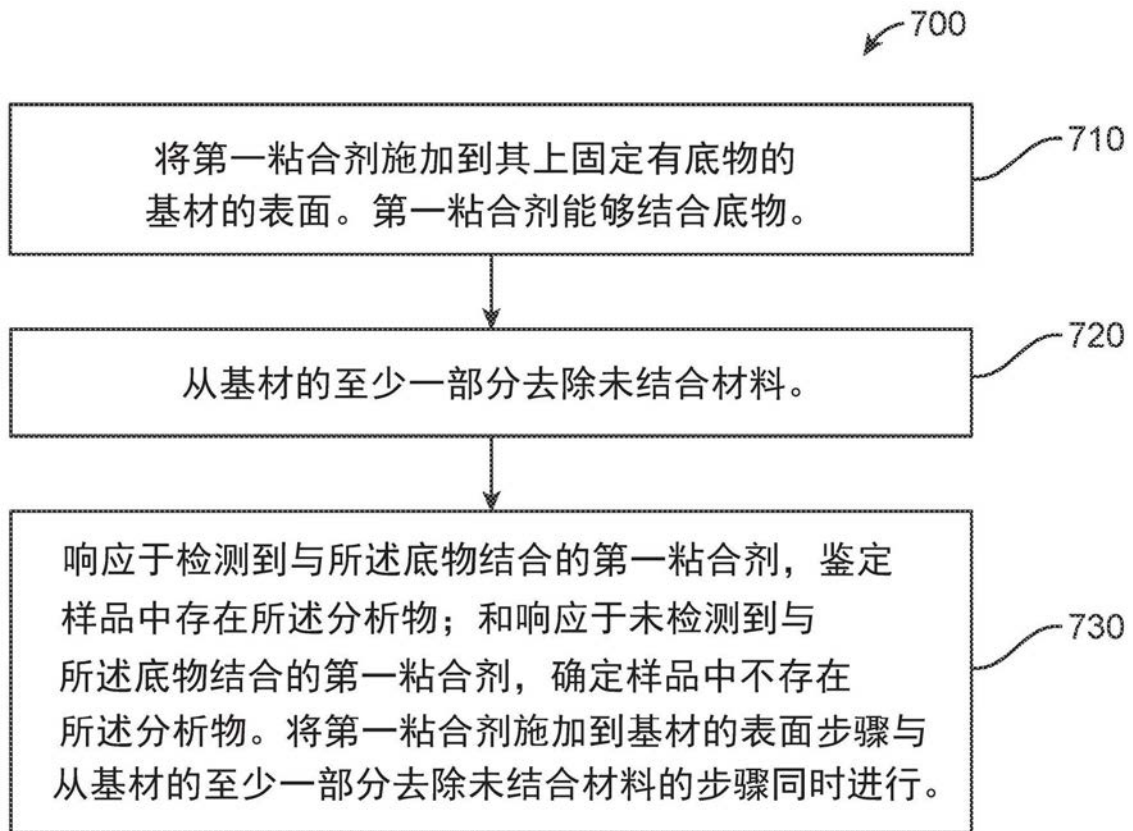 700
将第一粘合剂施加到其上固定有底物的
基材的表面。第一粘合剂能够结合底物。
710
从基材的至少一部分去除未结合材料。
720
响应于检测到与所述底物结合的第一粘合剂，鉴定
样品中存在所述分析物；和响应于未检测到与
所述底物结合的第一粘合剂，确定样品中不存在
所述分析物。将第一粘合剂施加到基材的表面步骤与
从基材的至少一部分去除未结合材料的步骤同时进行。
730